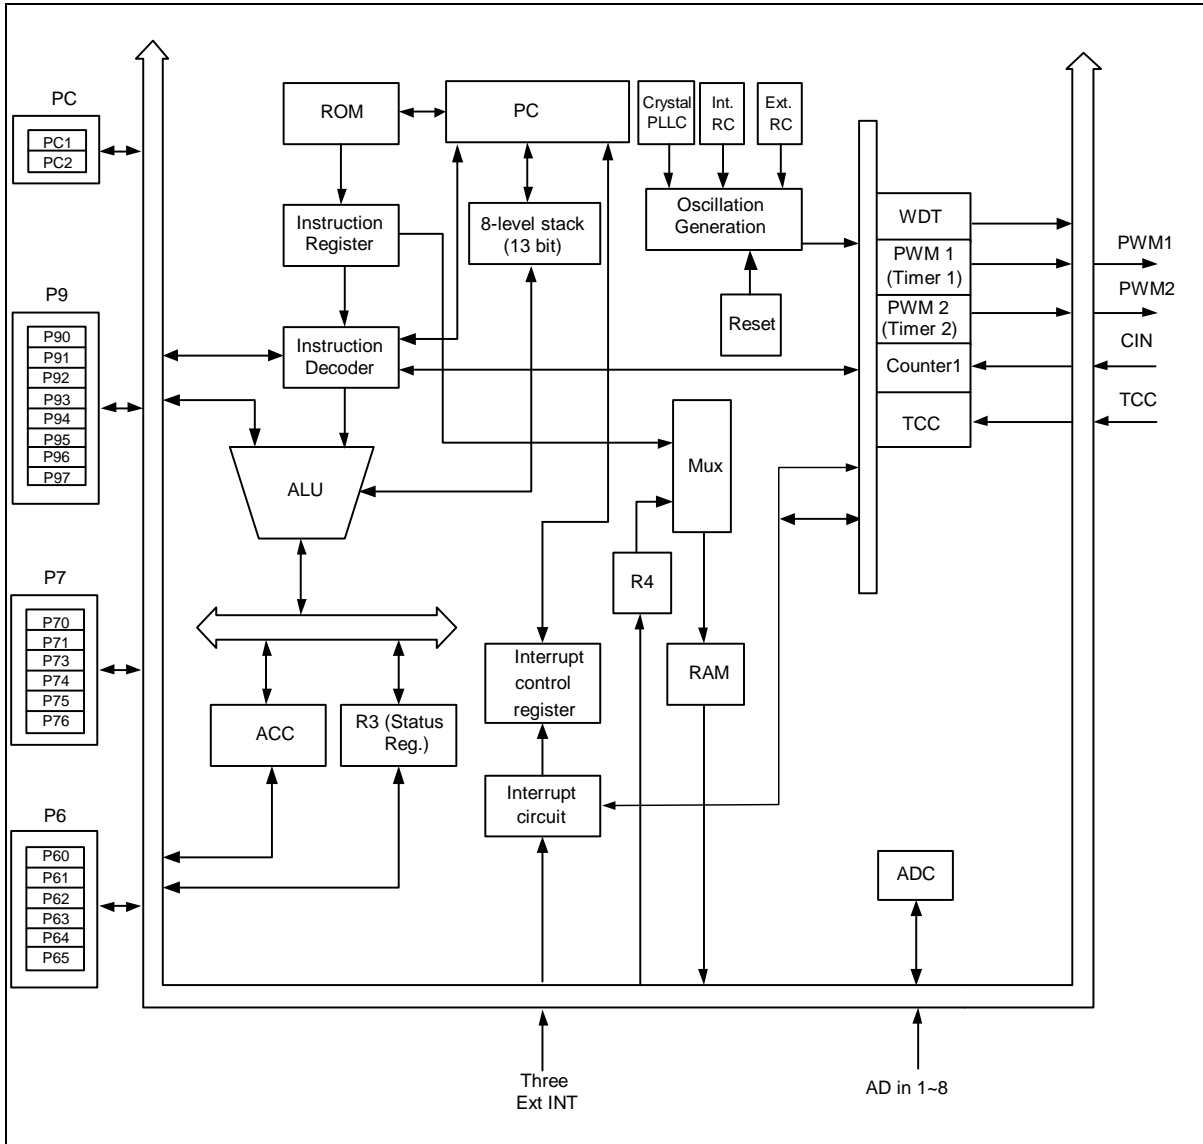 PC
PC1
PC2
P9
P90
P91
P92
P93
P94
P95
P96
P97
P7
P70
P71
P73
P74
P75
P76
P6
P60
P61
P62
P63
P64
P65
ROM
PC
Crystal
PLLC
Int.
RC
Ext.
RC
Instruction
Register
8-level stack
(13 bit)
Oscillation
Generation
Reset
Instruction
Decoder
ALU
Mux
R4
RAM
Interrupt
control
register
ACC
R3 (Status
Reg.)
Interrupt
circuit
WDT
PWM 1
(Timer 1)
PWM 2
(Timer 2)
Counter1
TCC
PWM1
PWM2
CIN
TCC
ADC
Three
Ext INT
AD in 1~8